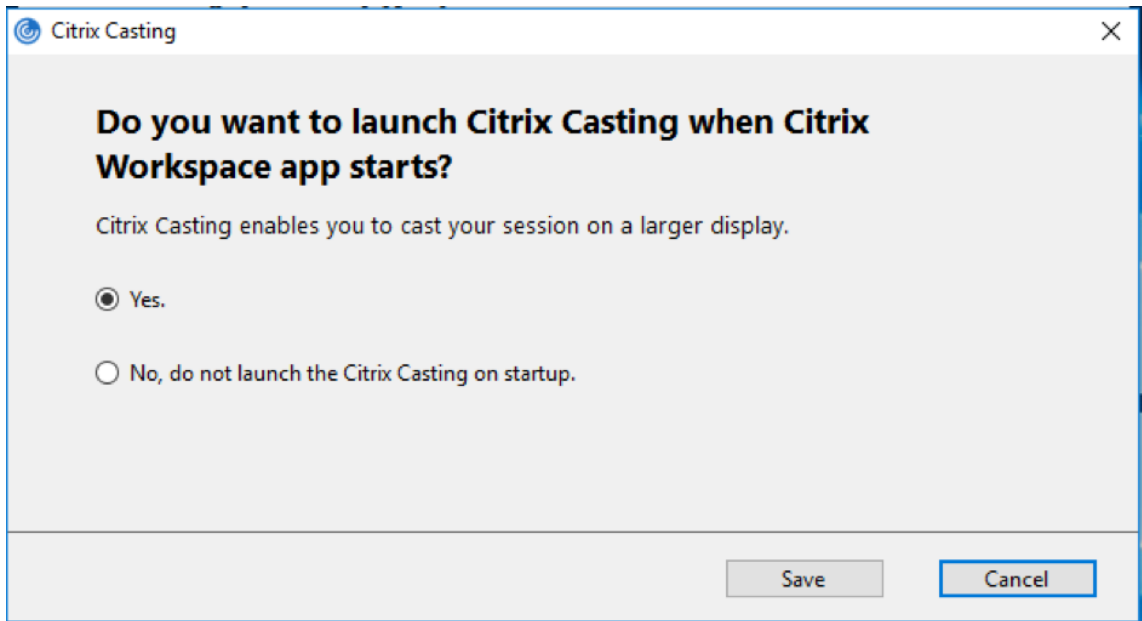 Citrix Casting
Do you want to launch Citrix Casting when Citrix
Workspace app starts?
Citrix Casting enables you to cast your session on a larger display.
Yes.
No, do not launch the Citrix Casting on startup.
Save
Cancel